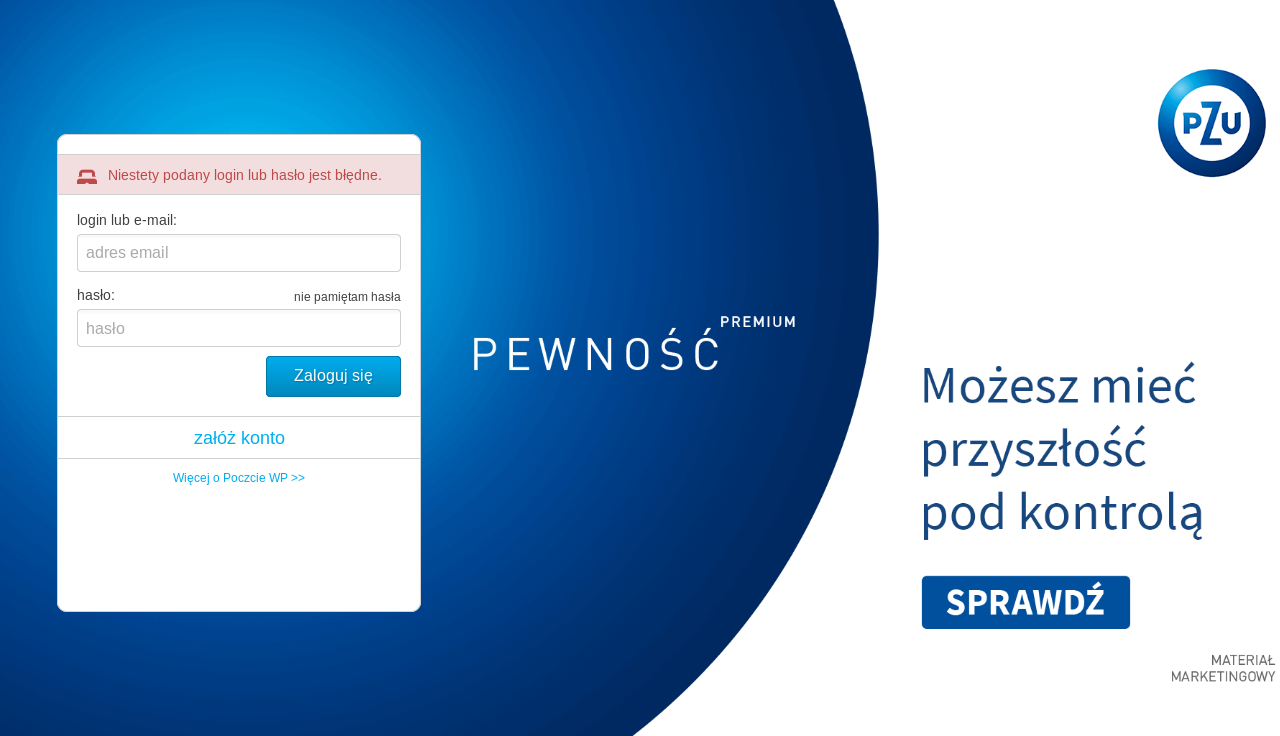 Niestety podany login lub hasło jest błędne.
login lub e-mail:
adres email
hasło:
nie pamiętam hasła
hasło
Zaloguj się
załóż konto
Więcej o Poczcie WP >>
PEWNOŚĆ PREMIUM
PZU
Możesz mieć
przyszłość
pod kontrolą
SPRAWDŹ
MATERIAŁ
MARKETINGOWY